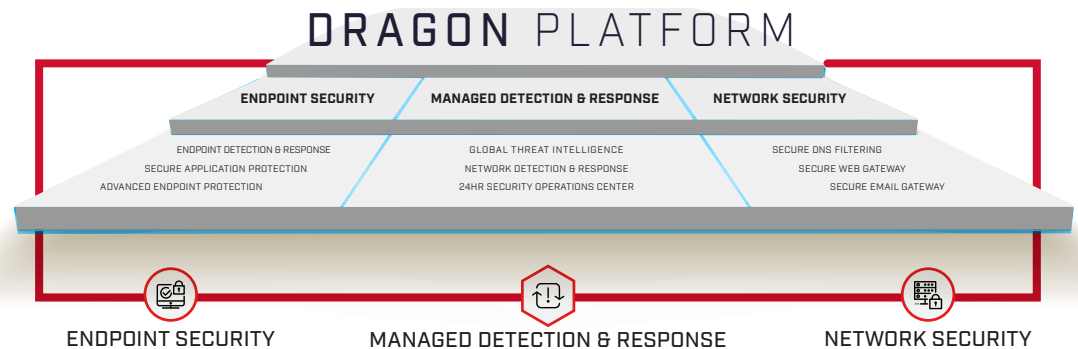 DRAGON PLATFORM
ENDPOINT SECURITY
MANAGED DETECTION & RESPONSE
NETWORK SECURITY
ENDPOINT DETECTION & RESPONSE
SECURE APPLICATION PROTECTION
ADVANCED ENDPOINT PROTECTION
GLOBAL THREAT INTELLIGENCE
NETWORK DETECTION & RESPONSE
24HR SECURITY OPERATIONS CENTER
SECURE DNS FILTERING
SECURE WEB GATEWAY
SECURE EMAIL GATEWAY
ENDPOINT SECURITY
MANAGED DETECTION & RESPONSE
NETWORK SECURITY